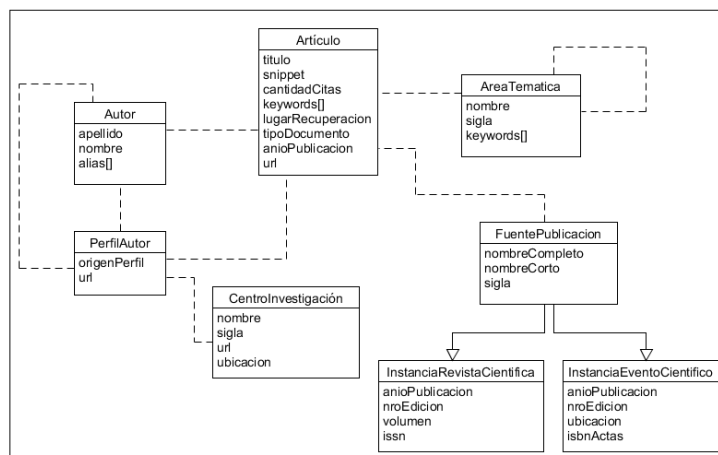 Artículo
titulo
snippet
cantidadCitas
keywords[]
lugarRecuperacion
tipoDocumento
anioPublicacion
url
AreaTematica
nombre
sigla
keywords[]
Autor
apellido
nombre
alias[]
PerfilAutor
origenPerfil
url
FuentePublicacion
nombreCompleto
nombreCorto
sigla
CentroInvestigación
nombre
sigla
url
ubicacion
InstanciaRevistaCientifica
anioPublicacion
nroEdicion
volumen
issn
InstanciaEventoCientifico
anioPublicacion
nroEdicion
ubicacion
isbnActas